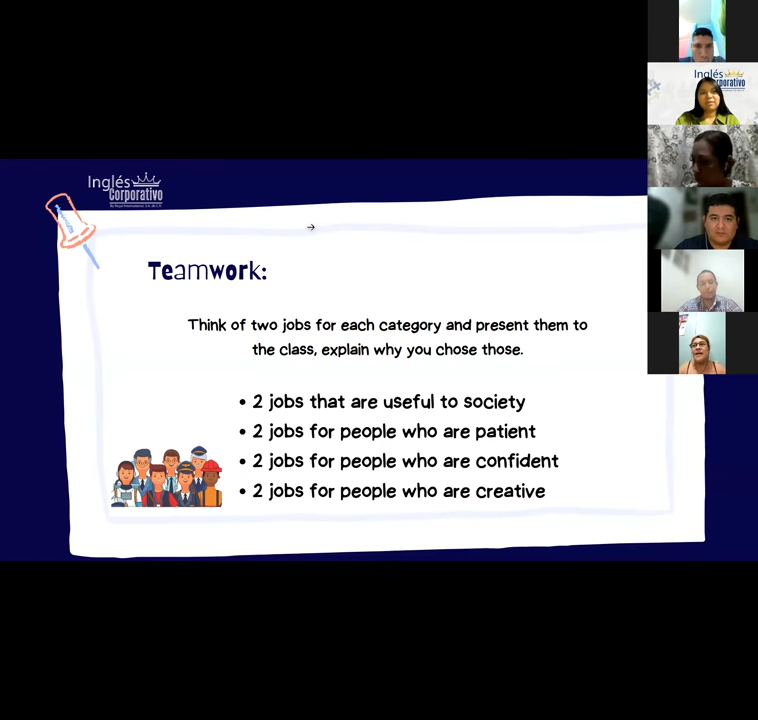 Inglés
Corporativo
Teamwork:
Think of two jobs for each category and present them to
the class, explain why you chose those.
• 2 jobs that are useful to society
• 2 jobs for people who are patient
• 2 jobs for people who are confident
• 2 jobs for people who are creative
Inglés
orporativo